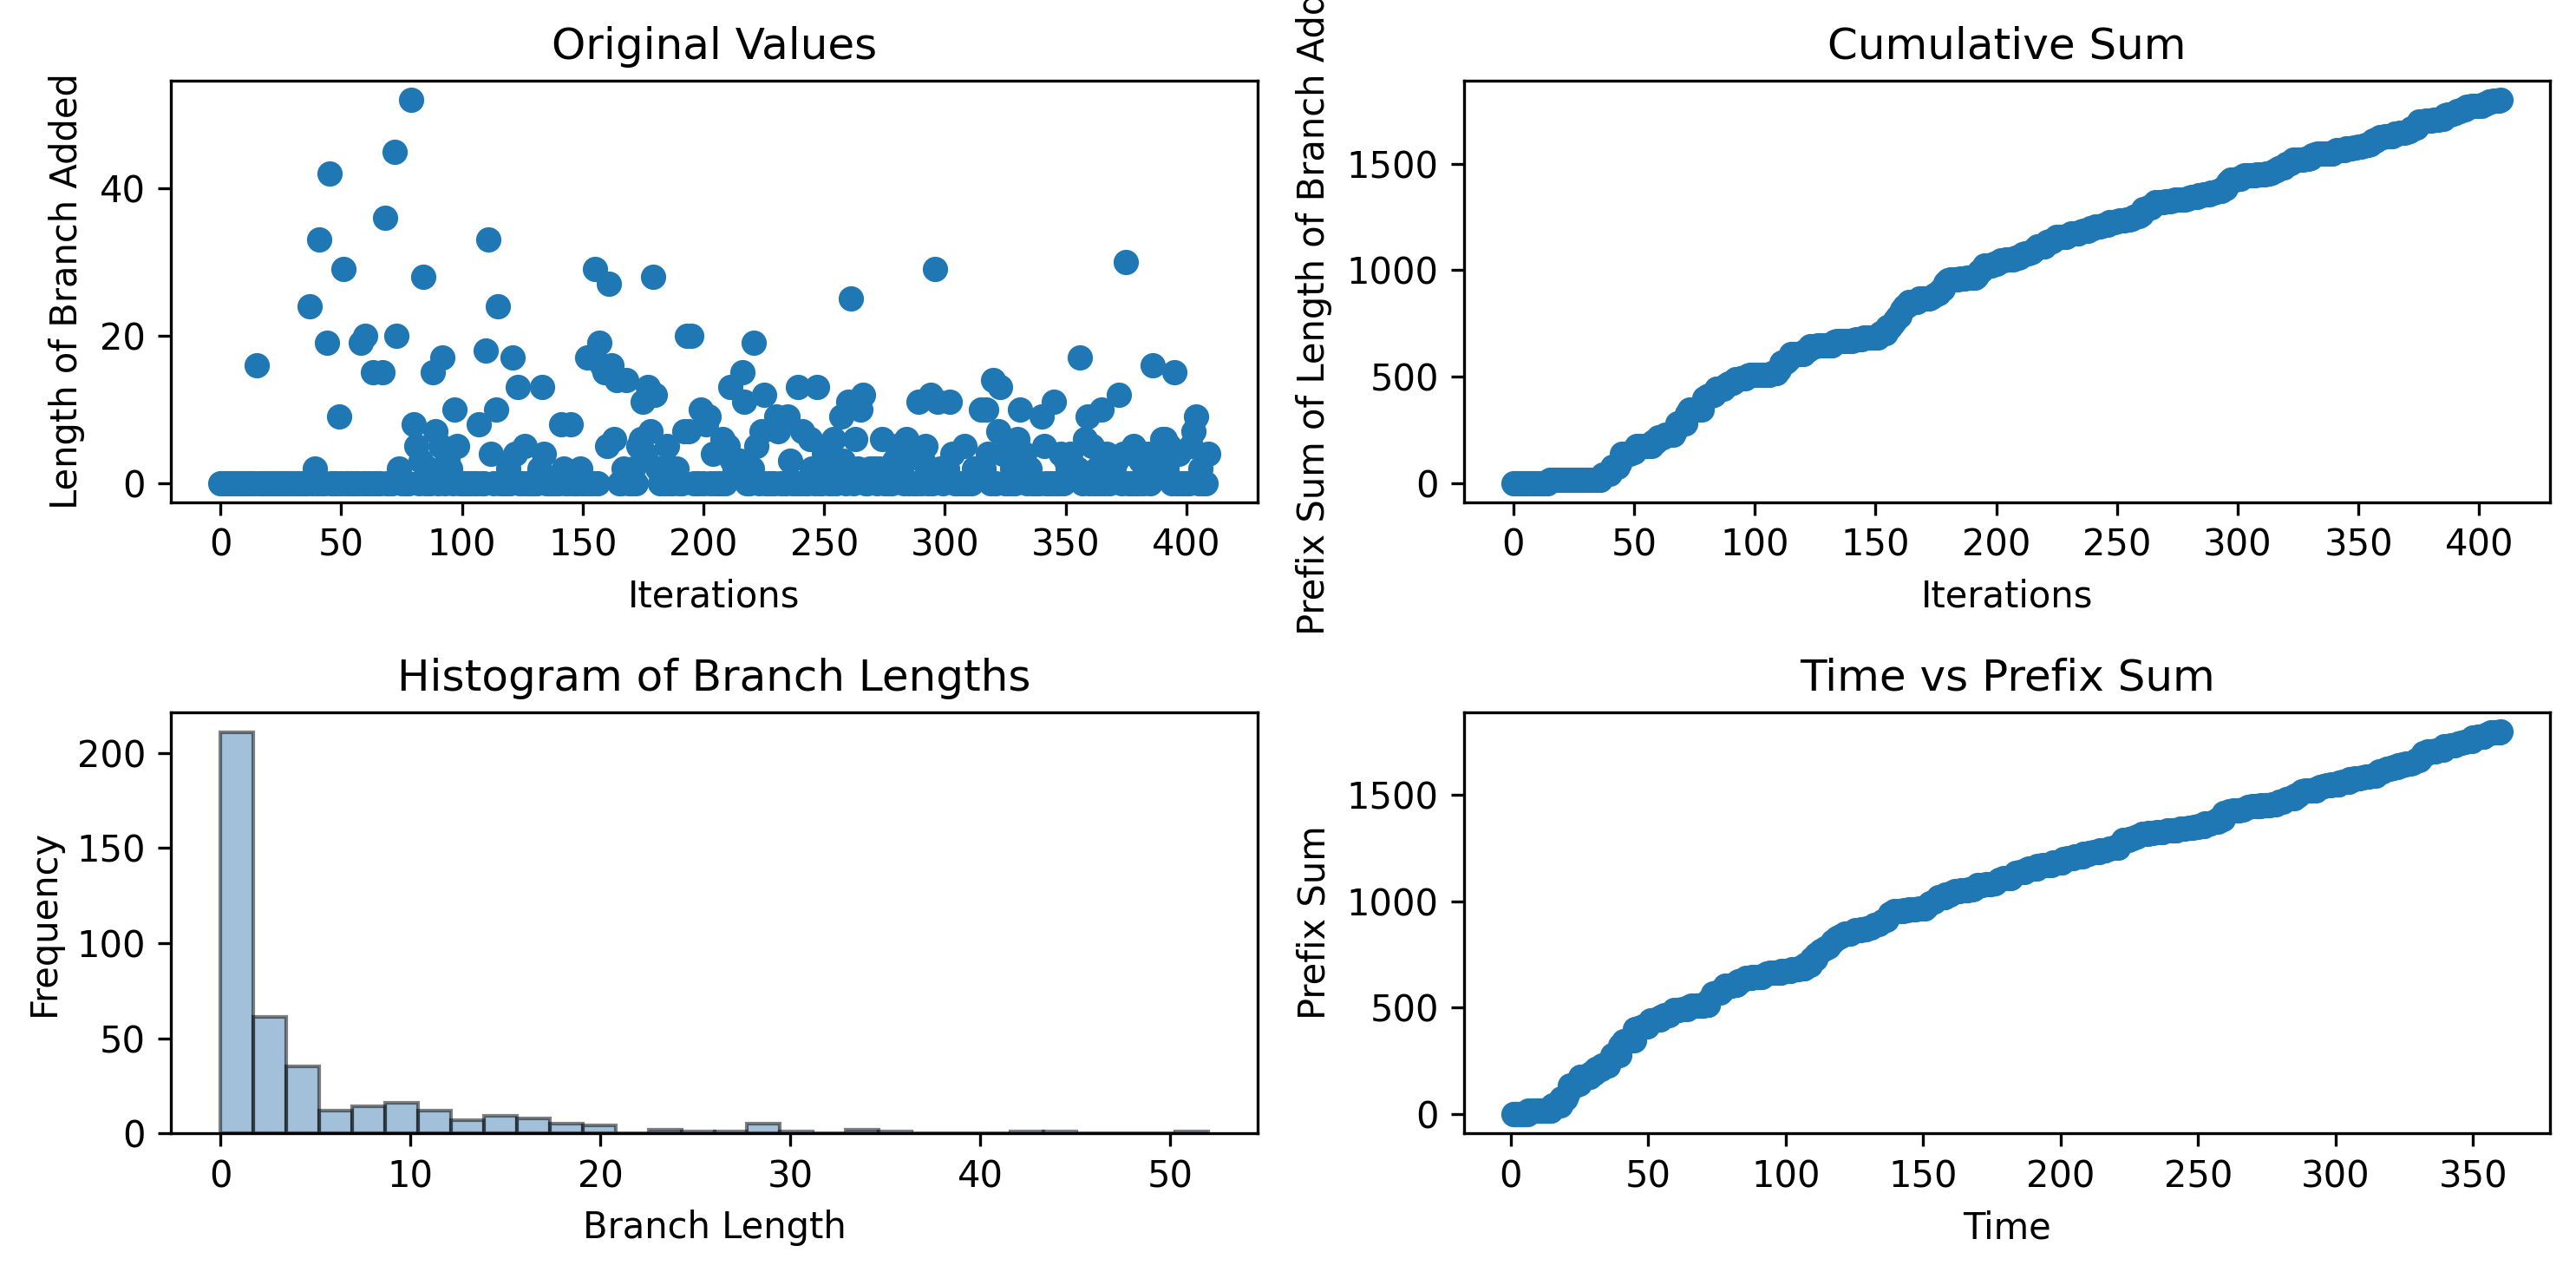 Original Values
Length of Branch Added
40
20
0
0 50 100 150 200 250 300 350 400
Iterations
Cumulative Sum
Prefix Sum of Length of Branch
1500
1000
500
0
0 50 100 150 200 250 300 350 400
Iterations
Histogram of Branch Lengths
Frequency
200
150
100
50
0
0 10 20 30 40 50
Branch Length
Time vs Prefix Sum
Prefix Sum
1500
1000
500
0
0 50 100 150 200 250 300 350
Time